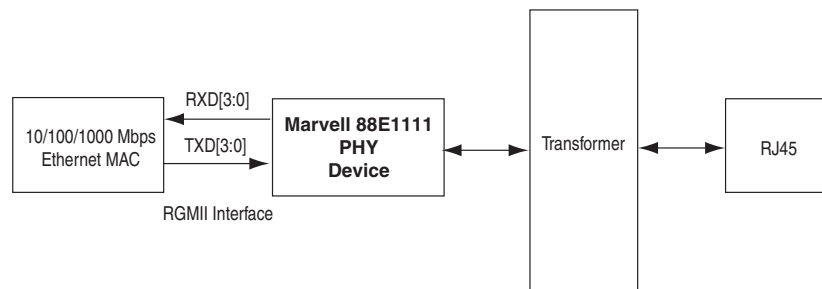 RXD[3:0]
10/100/1000 Mbps
Ethernet MAC
TXD[3:0]
RGMII Interface
Marvell 88E1111
PHY
Device
Transformer
RJ45